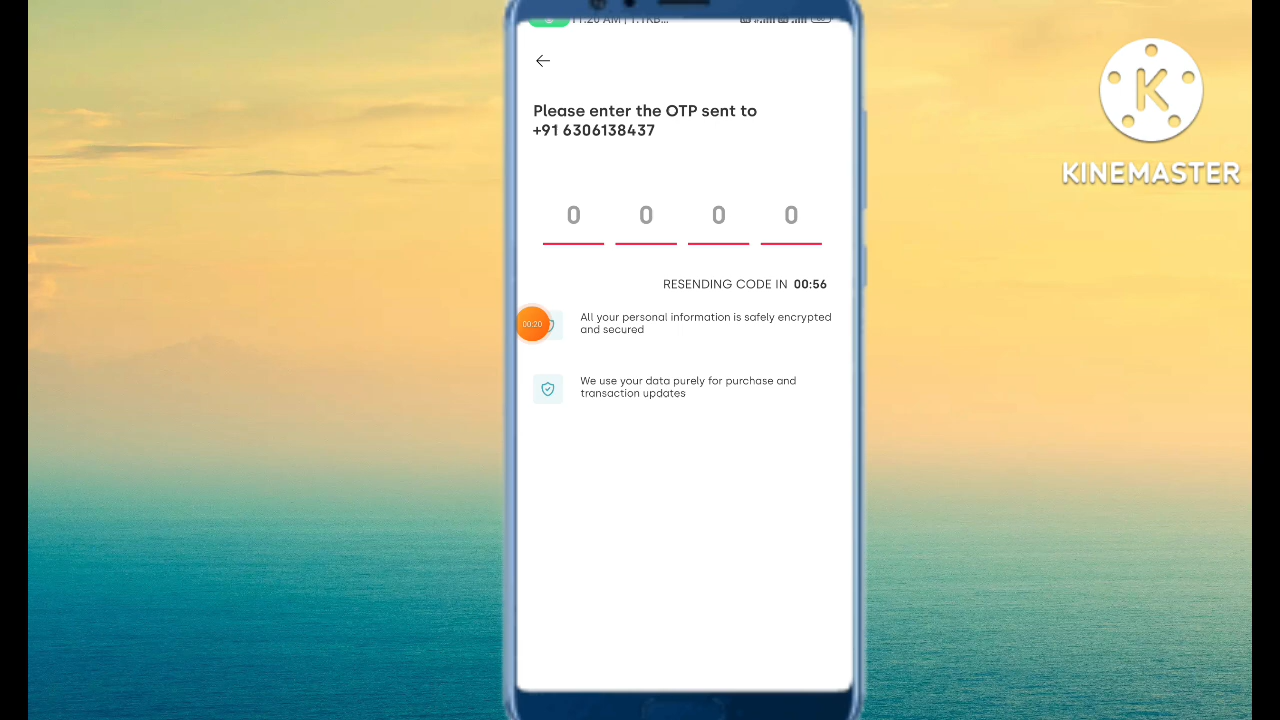 Please enter the OTP sent to
+91 6306138437
0 0 0 0
RESENDING CODE IN 00:56
00:20
All your personal information is safely encrypted
and secured
We use your data purely for purchase and
transaction updates
K
KINEMASTER